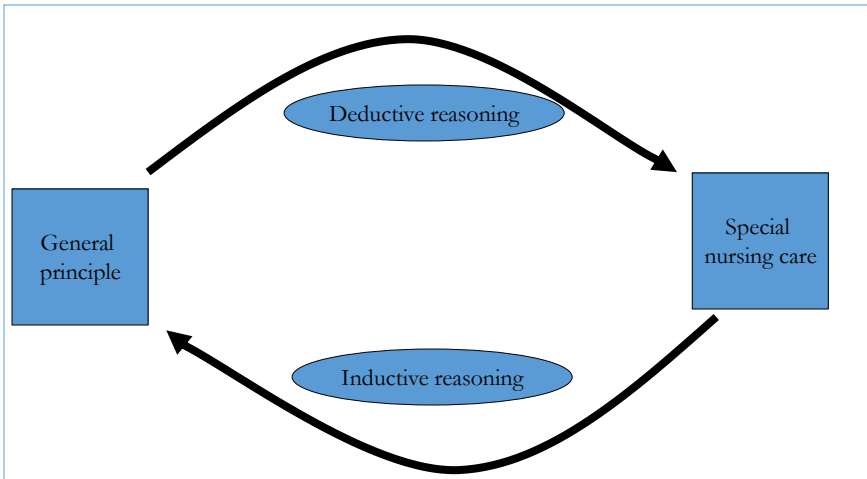 Deductive reasoning
General
principle
Special
nursing care
Inductive reasoning